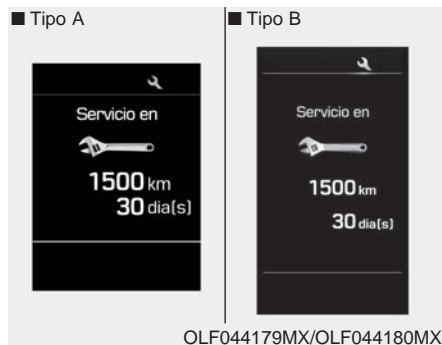 ■ Tipo A
Servicio en
1500 km
30 dia(s)
■ Tipo B
Servicio en
1500 km
30 dia(s)
OLF044179MX/OLF044180MX